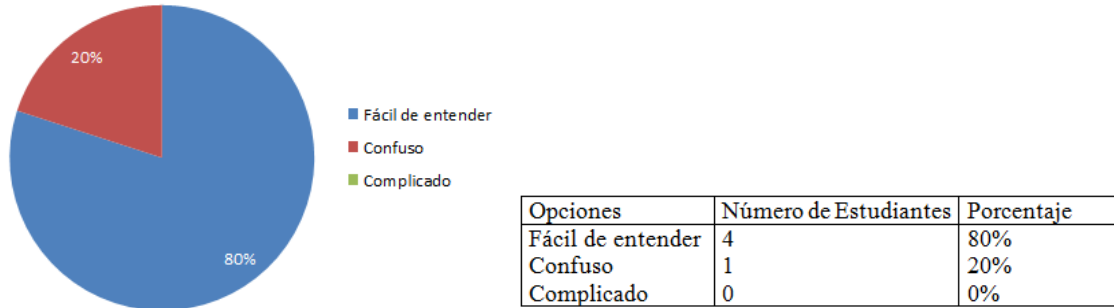 20%
80%
Fácil de entender
Confuso
Complicado
Opciones Número de Estudiantes Porcentaje
Fácil de entender 4 80%
Confuso 1 20%
Complicado 0 0%